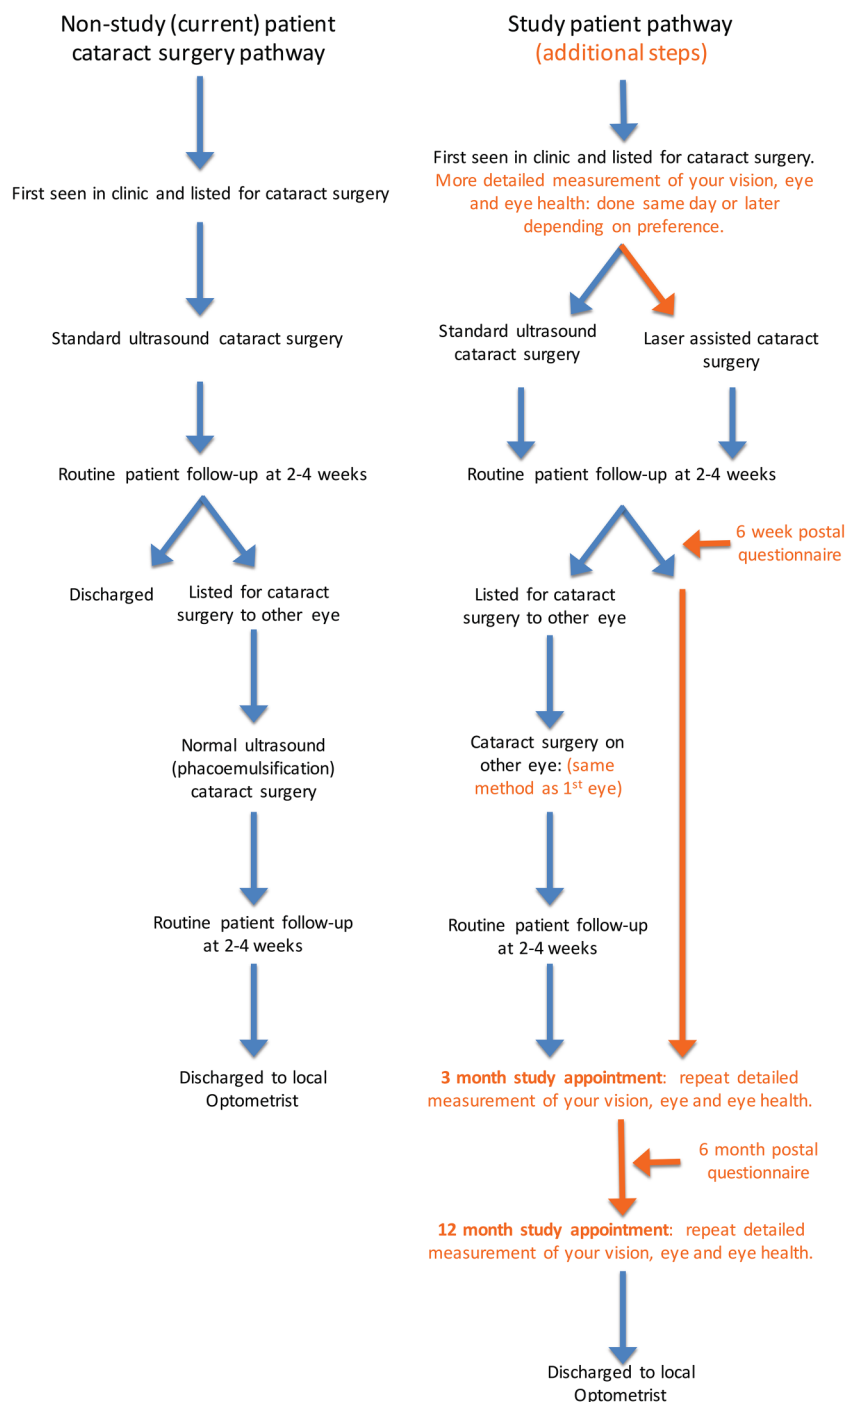 Non-study (current) patient
cataract surgery pathway
First seen in clinic and listed for cataract surgery
Standard ultrasound cataract surgery
Routine patient follow-up at 2-4 weeks
Discharged
Listed for cataract
surgery to other eye
Normal ultrasound
(phacoemulsification)
cataract surgery
Routine patient follow-up
at 2-4 weeks
Discharged to local
Optometrist
Study patient pathway
(additional steps)
First seen in clinic and listed for cataract surgery.
More detailed measurement of your vision, eye
and eye health: done same day or later
depending on preference.
Standard ultrasound
cataract surgery
Laser assisted cataract
surgery
Routine patient follow-up at 2-4 weeks
6 week postal
questionnaire
Listed for cataract
surgery to other eye
Cataract surgery on
other eye: (same
method as 1st eye)
Routine patient follow-up
at 2-4 weeks
3 month study appointment: repeat detailed
measurement of your vision, eye and eye health.
6 month postal
questionnaire
12 month study appointment: repeat detailed
measurement of your vision, eye and eye health.
Discharged to local
Optometrist